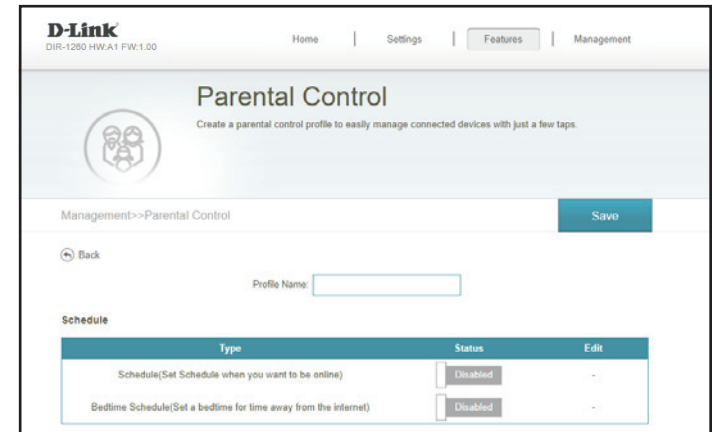 D-Link
DIR-1260 HW:A1 FW:1.00
Home | Settings | Features | Management
Parental Control
Create a parental control profile to easily manage connected devices with just a few taps.
Management>>Parental Control
Save
Back
Profile Name:
Schedule
Type Status Edit
Schedule(Set Schedule when you want to be online) Disabled -
Bedtime Schedule(Set a bedtime for time away from the internet) Disabled -